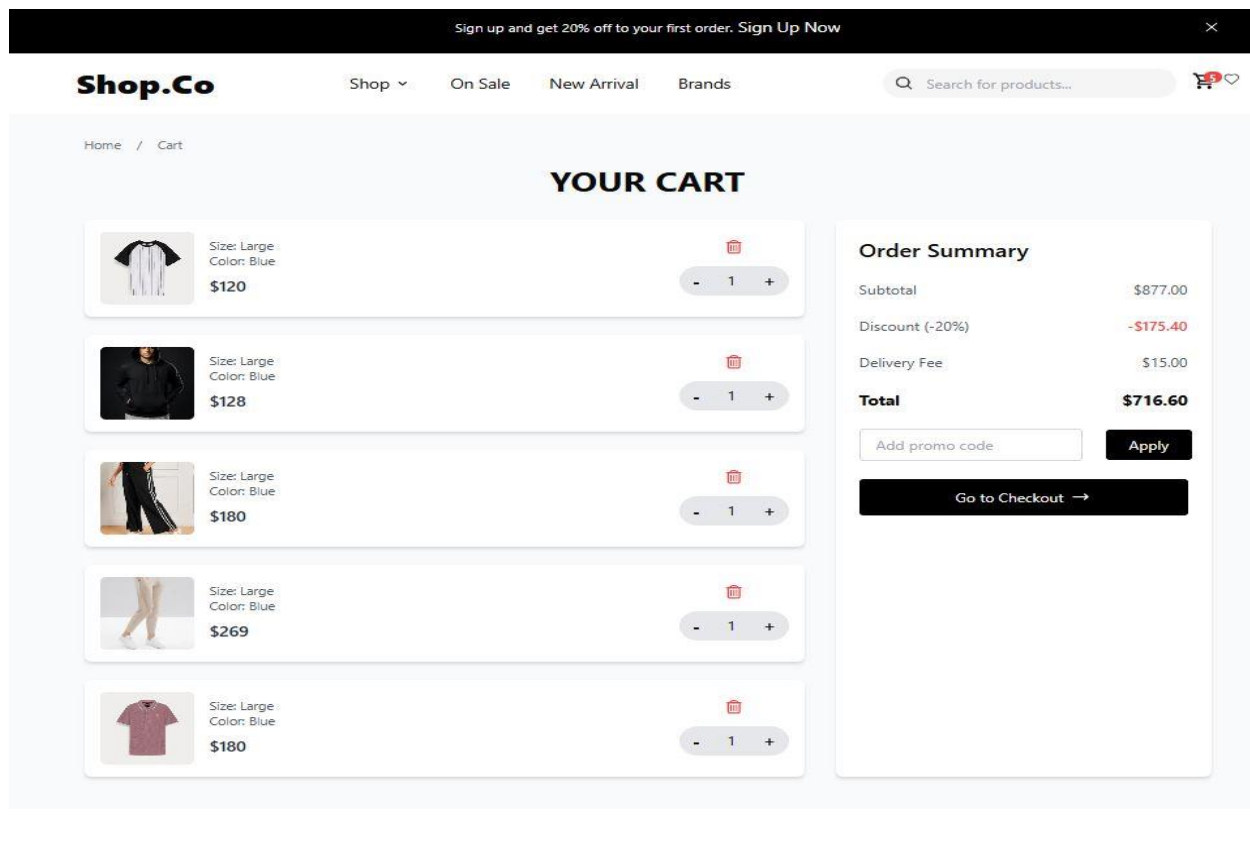 Sign up and get 20% off to your first order. Sign Up Now
Shop.Co
Shop
On Sale
New Arrival
Brands
Search for products...
5
Home / Cart
YOUR CART
Size: Large
Color: Blue
$120
- 1 +
Size: Large
Color: Blue
$128
- 1 +
Size: Large
Color: Blue
$180
- 1 +
Size: Large
Color: Blue
$269
- 1 +
Size: Large
Color: Blue
$180
- 1 +
Order Summary
Subtotal $877.00
Discount (-20%) -$175.40
Delivery Fee $15.00
Total $716.60
Add promo code
Apply
Go to Checkout →